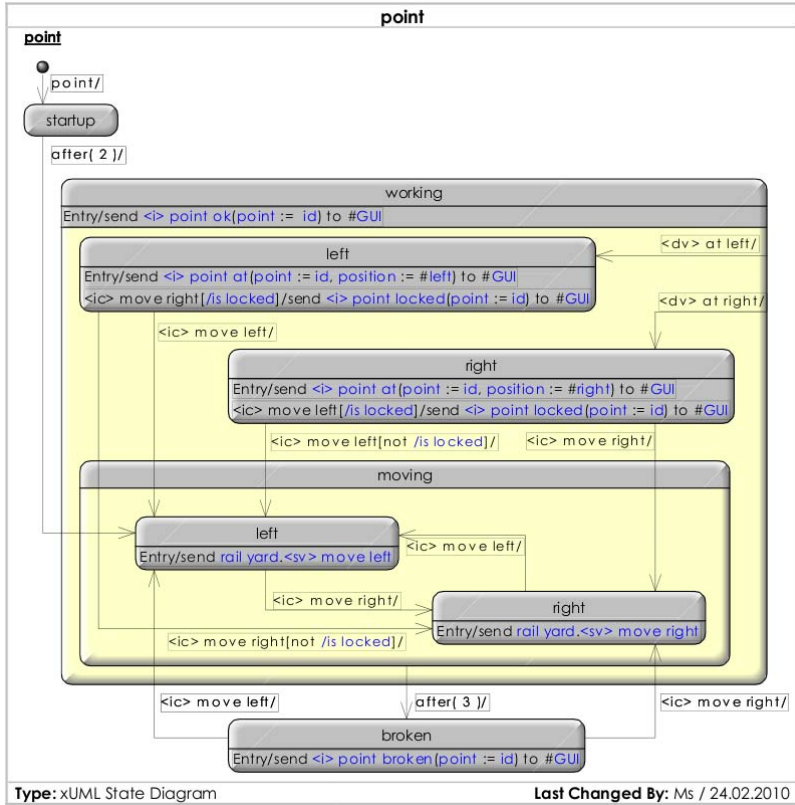 point
point
point/
startup
after( 2 )/
working
Entry/send <i> point ok(point := id) to #GUI
<dv> at left/
left
Entry/send <i> point at(point := id, position := #left) to #GUI
<ic> move right[/is locked]/send <i> point locked(point := id) to #GUI
<dv> at right/
<ic> move left/
right
Entry/send <i> point at(point := id, position := #right) to #GUI
<ic> move left[/is locked]/send <i> point locked(point := id) to #GUI
<ic> move left[not /is locked]/
<ic> move right/
moving
left
Entry/send rail yard.<sv> move left
<ic> move left/
<ic> move right/
right
Entry/send rail yard.<sv> move right
<ic> move right[not /is locked]/
<ic> move left/
after( 3 )/
<ic> move right/
broken
Entry/send <i> point broken(point := id) to #GUI
Type: xUML State Diagram
Last Changed By: Ms / 24.02.2010